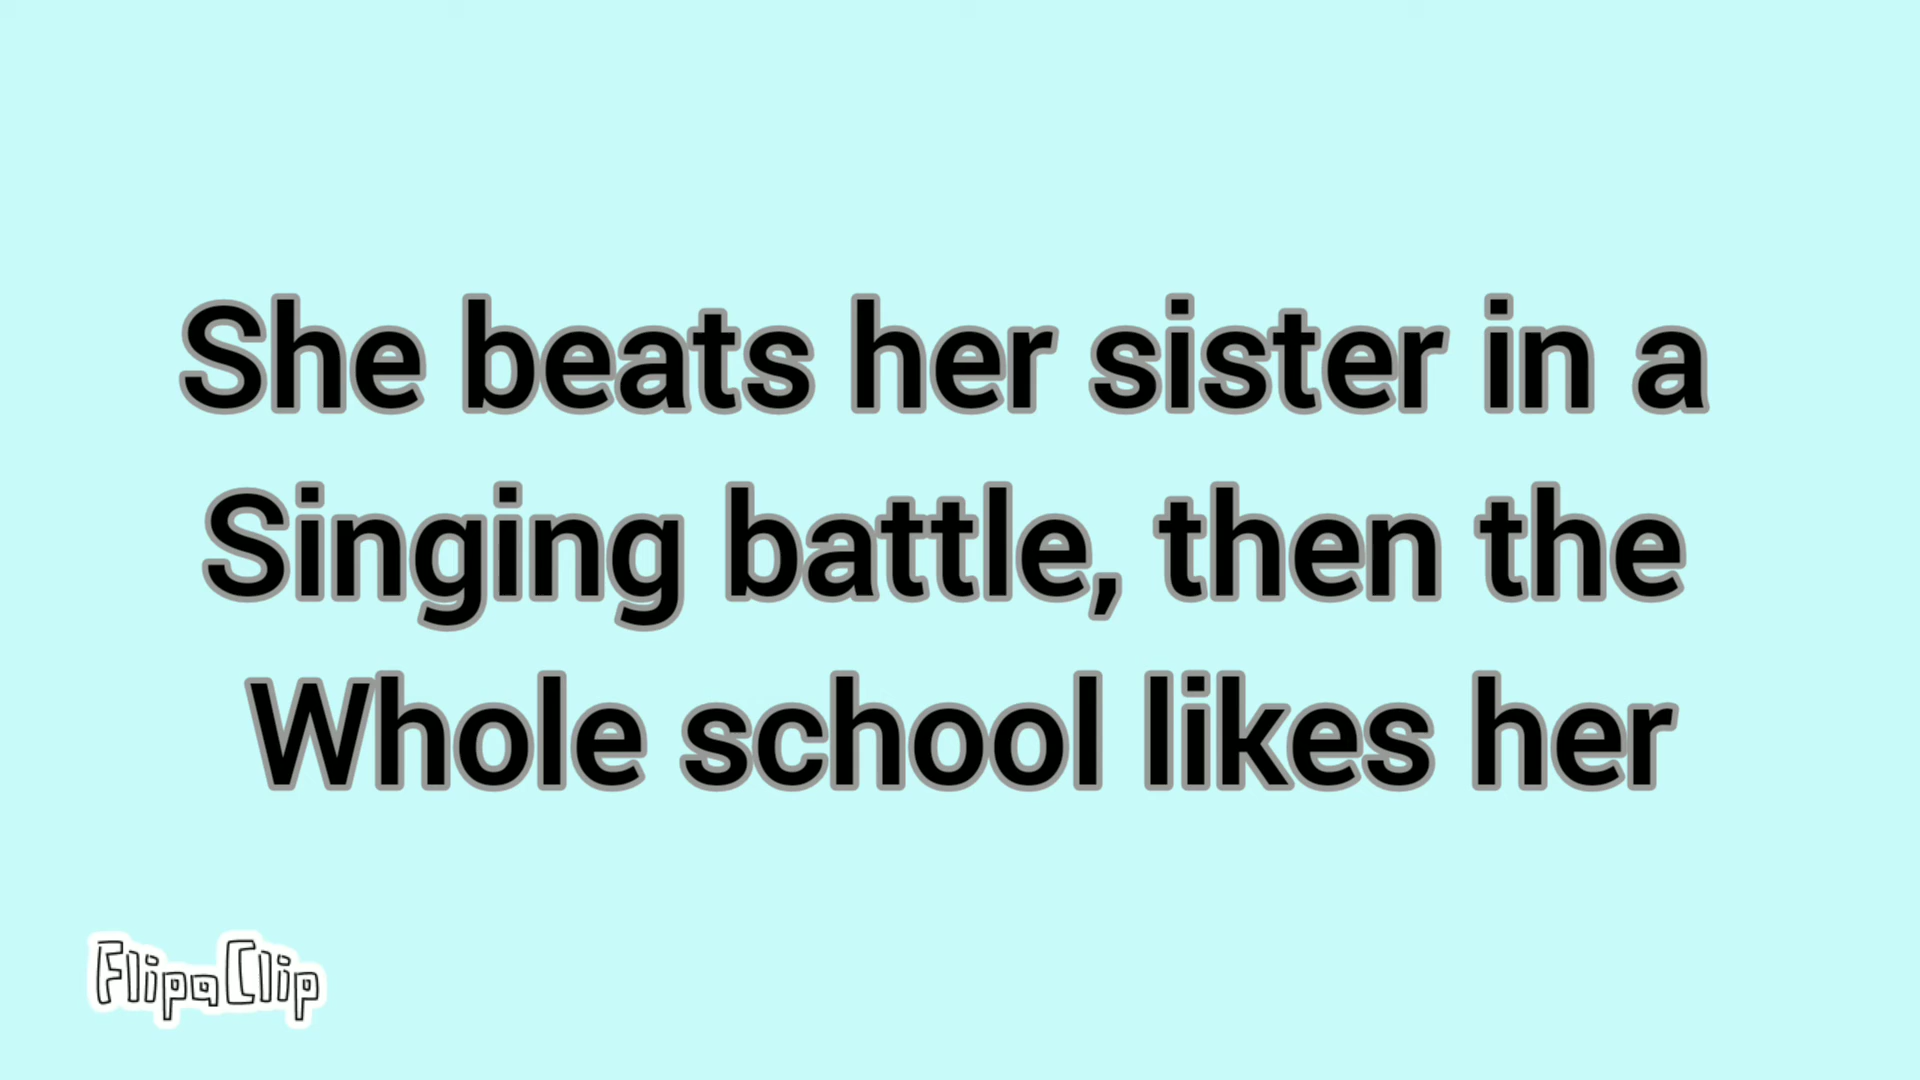 She beats her sister in a
Singing battle, then the
Whole school likes her
FlipaClip